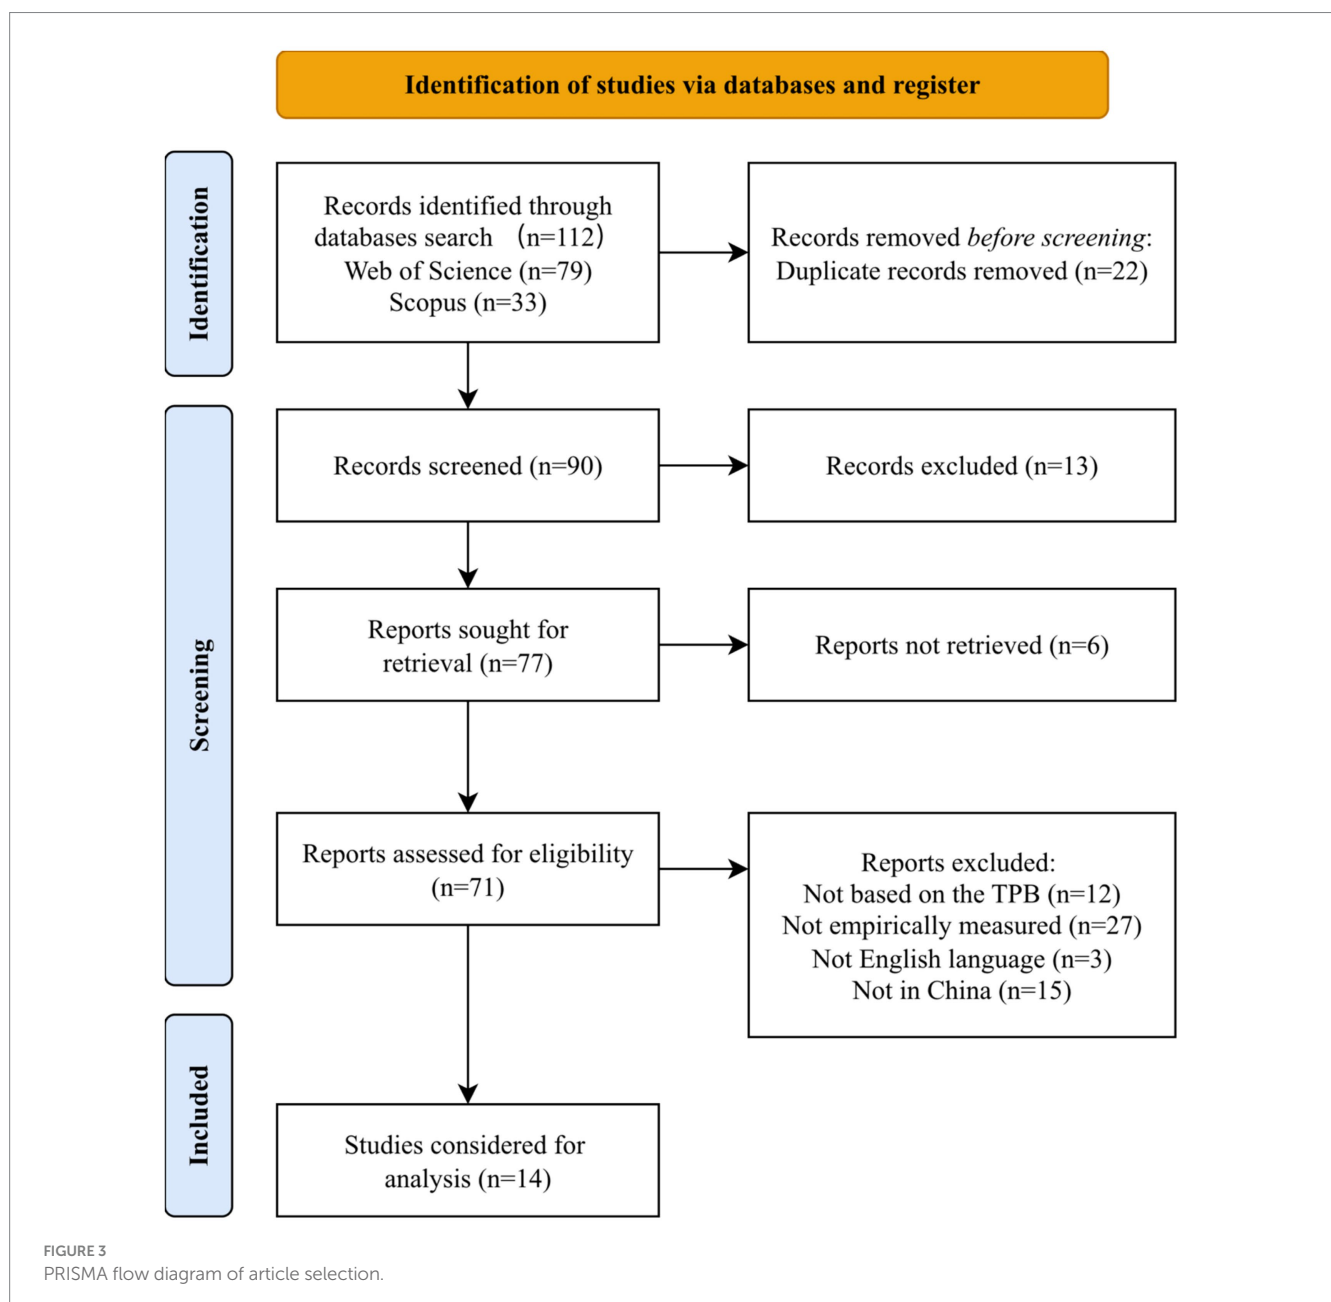 Identification of studies via databases and register
Identification
Records identified through
databases search (n=112)
Web of Science (n=79)
Scopus (n=33)
Records removed before screening:
Duplicate records removed (n=22)
Screening
Records screened (n=90)
Records excluded (n=13)
Reports sought for
retrieval (n=77)
Reports not retrieved (n=6)
Reports assessed for eligibility
(n=71)
Reports excluded:
Not based on the TPB (n=12)
Not empirically measured (n=27)
Not English language (n=3)
Not in China (n=15)
Included
Studies considered for
analysis (n=14)
FIGURE 3
PRISMA flow diagram of article selection.